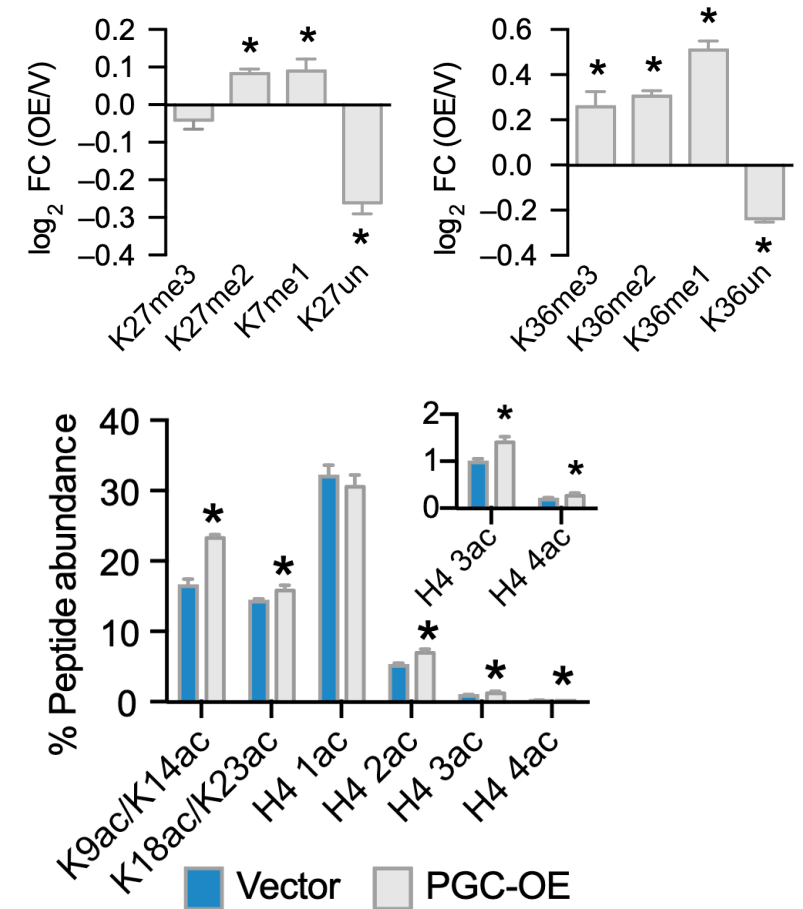 log2 FC (OE/V)
0.2
0.1
0.0
–0.1
–0.2
–0.3
–0.4
*
*
*
K27me3
K27me2
K7me1
K27un
log2 FC (OE/V)
0.6
0.4
0.2
0.0
–0.2
–0.4
*
*
*
*
K36me3
K36me2
K36me1
K36un
% Peptide abundance
40
30
20
10
0
*
*
*
*
*
K9ac/K14ac
K18ac/K23ac
H4 1ac
H4 2ac
H4 3ac
H4 4ac
2
1
0
*
*
H4 3ac
H4 4ac
Vector
PGC-OE